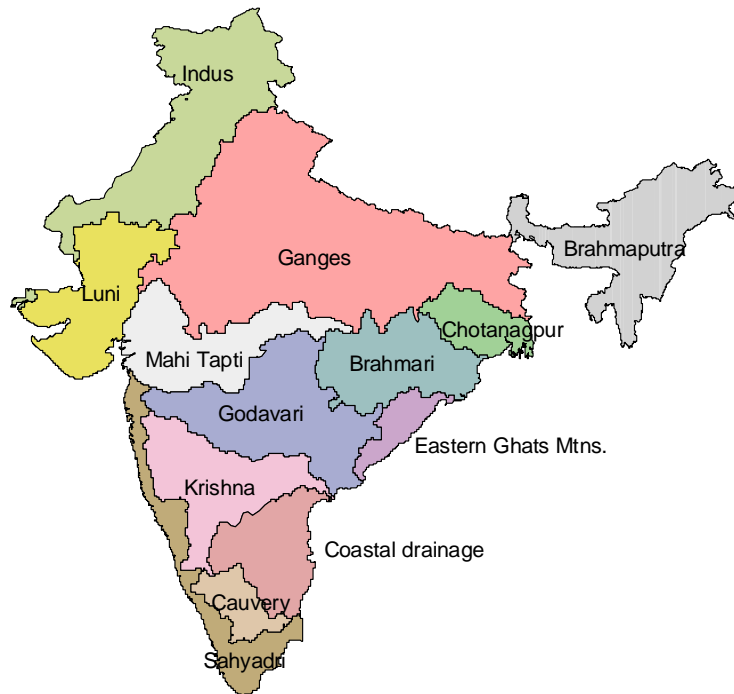 Indus
Brahmaputra
Ganges
Luni
Chotanagpur
Mahi Tapti
Brahmari
Godavari
Eastern Ghats Mtns.
Krishna
Coastal drainage
Cauvery
Sahyadri